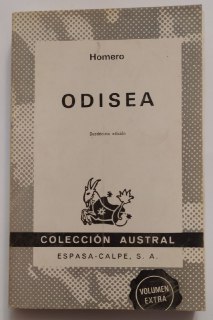 Homero
ODISEA
COLECCIÓN AUSTRAL
ESPASA-CALPE, S. A.
VOLUMEN
EXTRA